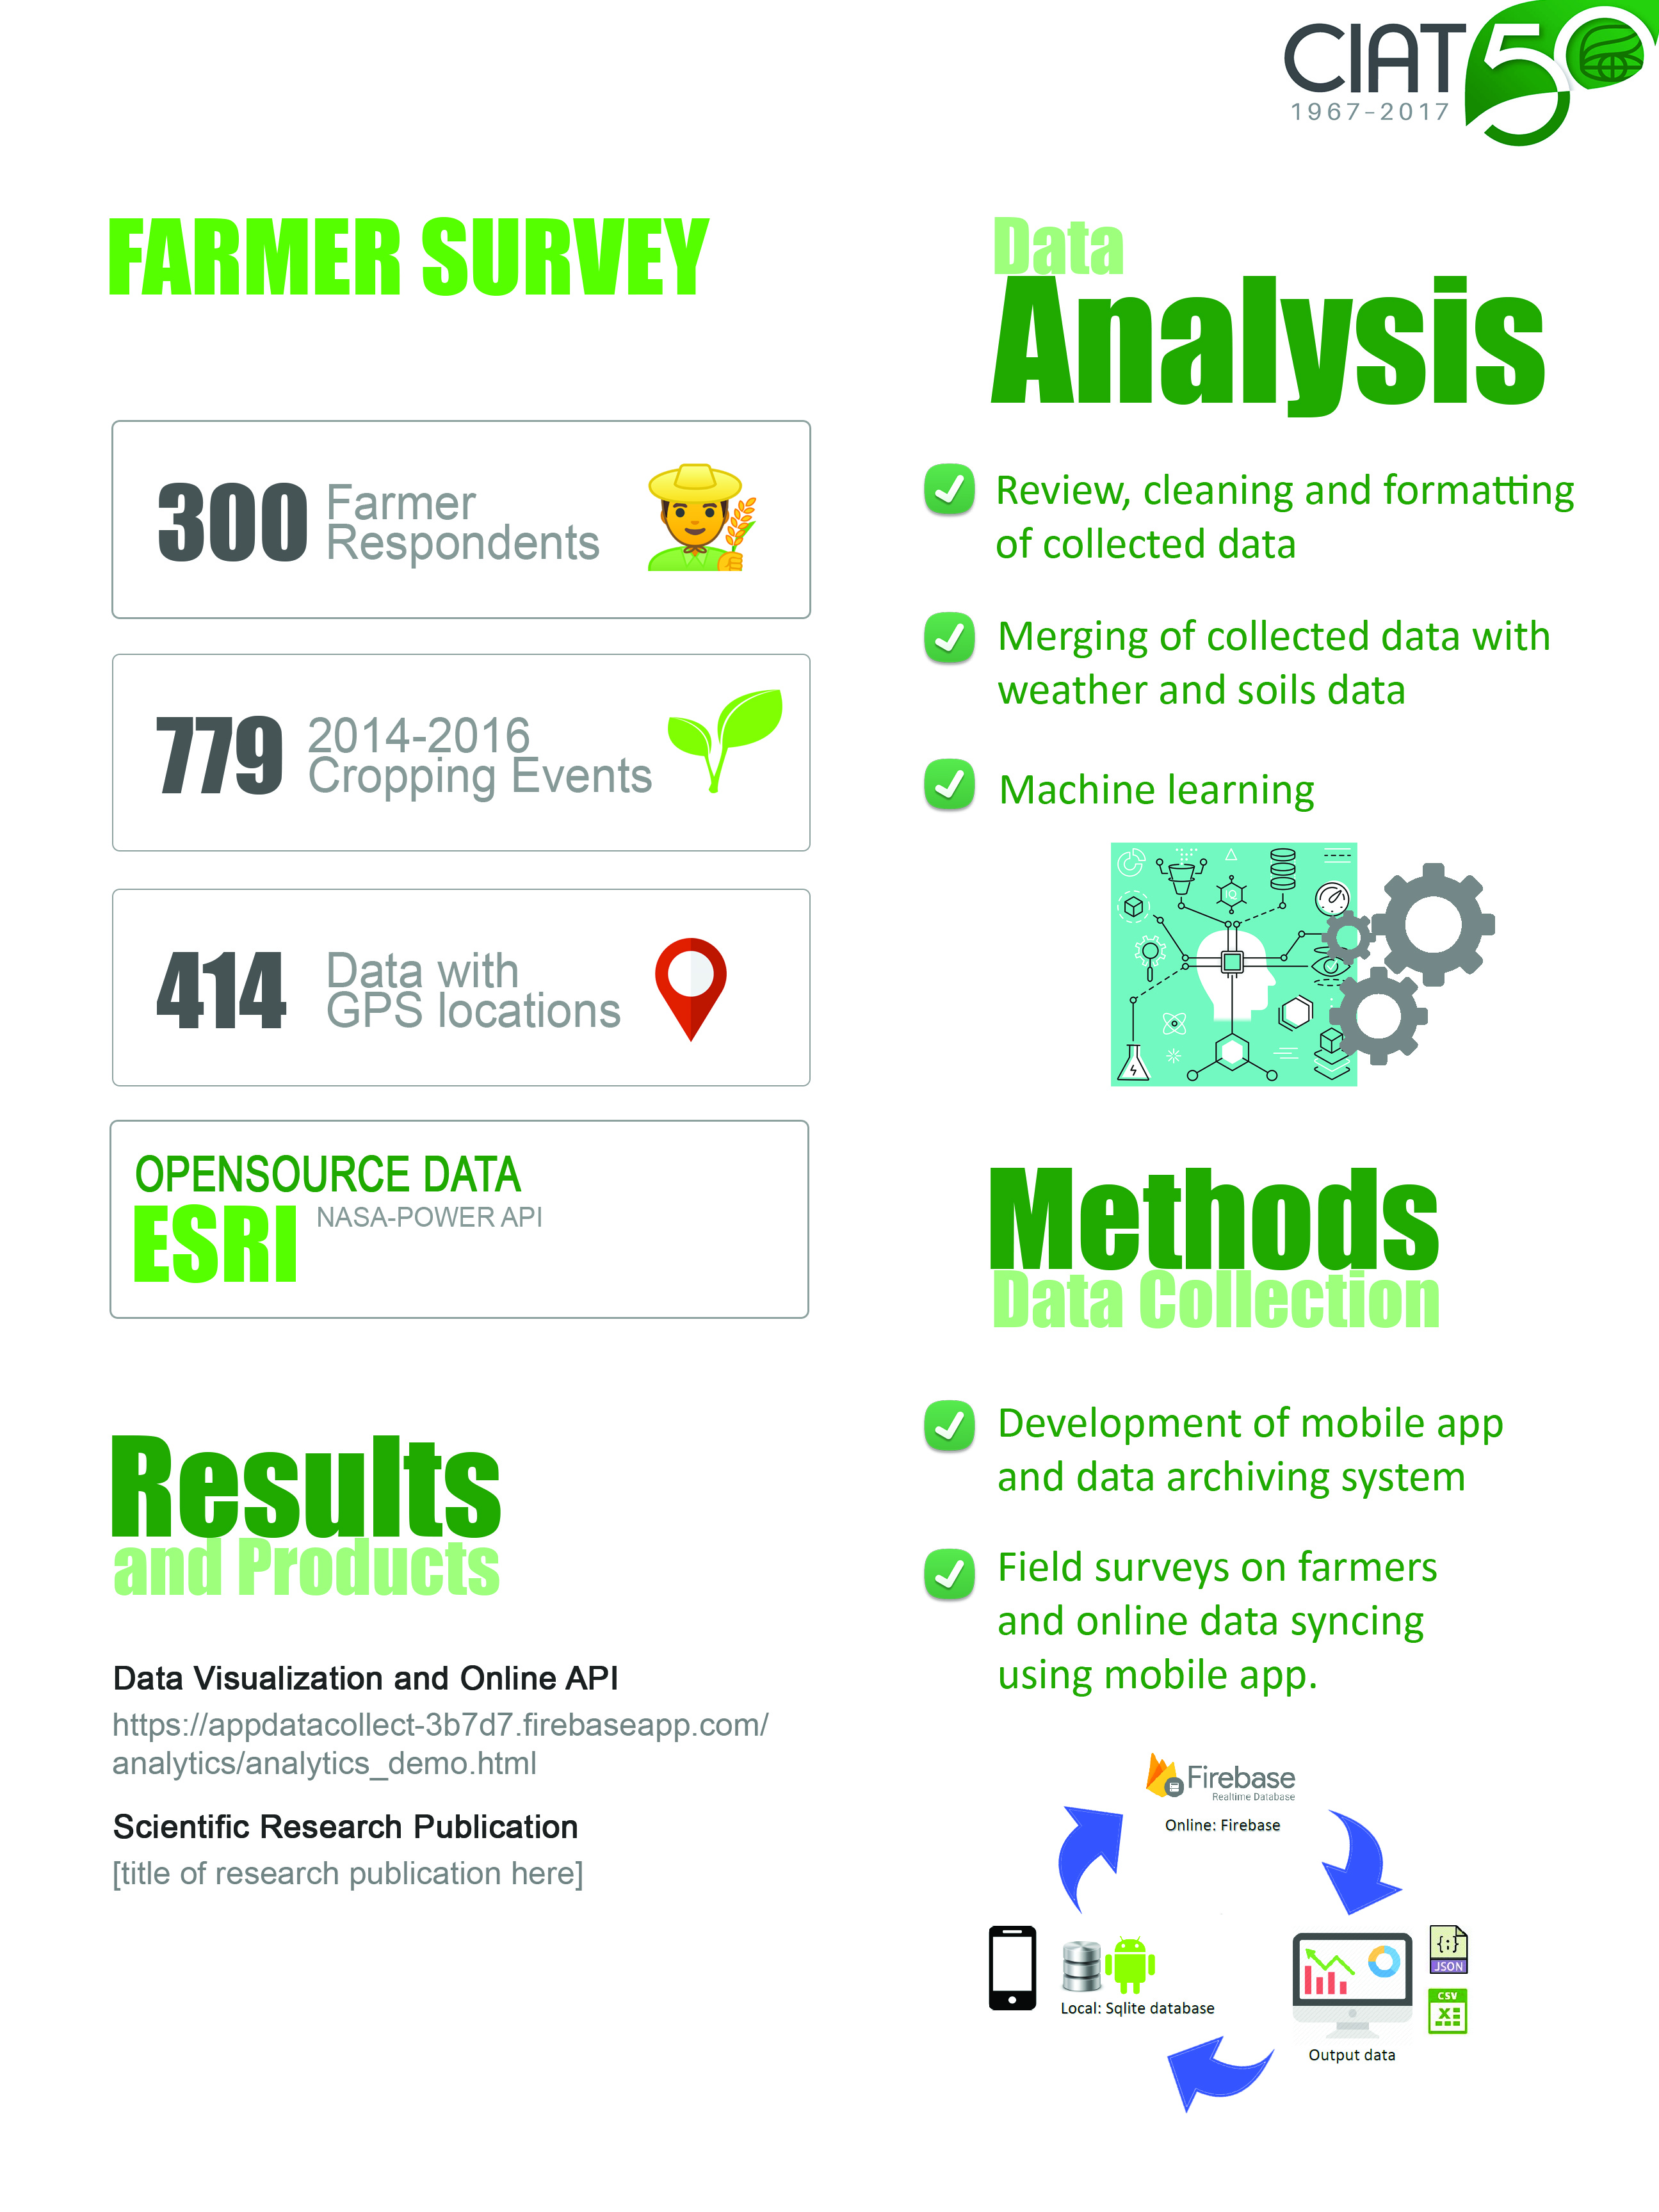 CIAT 50
1967-2017
FARMER SURVEY
300 Farmer
Respondents
779 2014-2016
Cropping Events
414 Data with
GPS locations
OPENSOURCE DATA
ESRI NASA-POWER API
Results
and Products
Data Visualization and Online API
https://appdatacollect-3b7d7.firebaseapp.com/
analytics/analytics_demo.html
Scientific Research Publication
[title of research publication here]
Data
Analysis
Review, cleaning and formatting
of collected data
Merging of collected data with
weather and soils data
Machine learning
IQ
Methods
Data Collection
Development of mobile app
and data archiving system
Field surveys on farmers
and online data syncing
using mobile app.
Firebase
Realtime Database
Online: Firebase
Local: Sqlite database
{;}
JSON
CSV
X
Output data